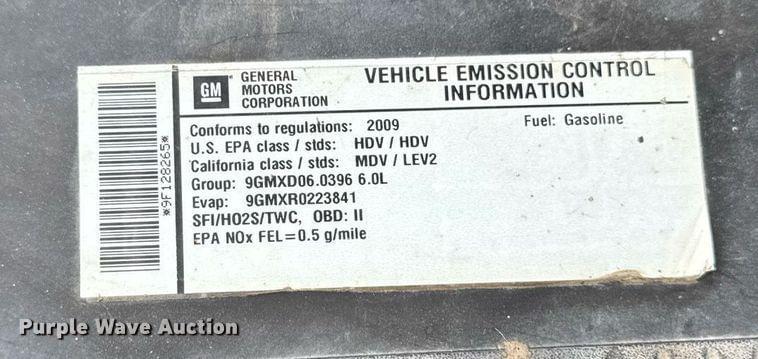 GM
GENERAL
MOTORS
CORPORATION
VEHICLE EMISSION CONTROL
INFORMATION
Conforms to regulations: 2009
Fuel: Gasoline
U.S. EPA class / stds: HDV / HDV
California class / stds: MDV / LEV2
Group: 9GMXD06.0396 6.0L
Evap: 9GMXR0223841
SFI/HO2S/TWC, OBD: II
EPA NOx FEL=0.5 g/mile
*9F128265*
Purple Wave Auction